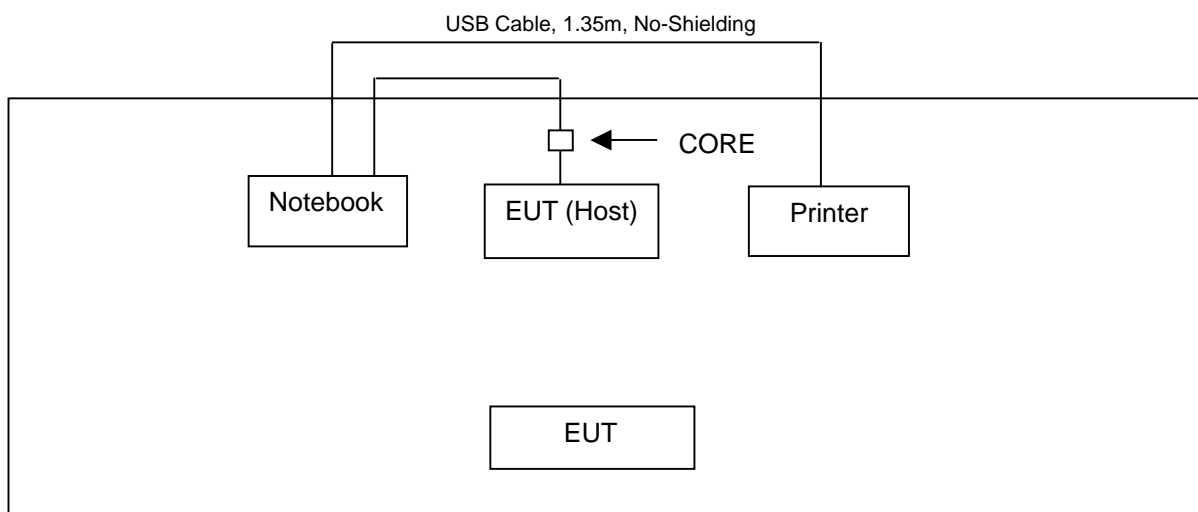 USB Cable, 1.35m, No-Shielding
CORE
Notebook
EUT (Host)
Printer
EUT